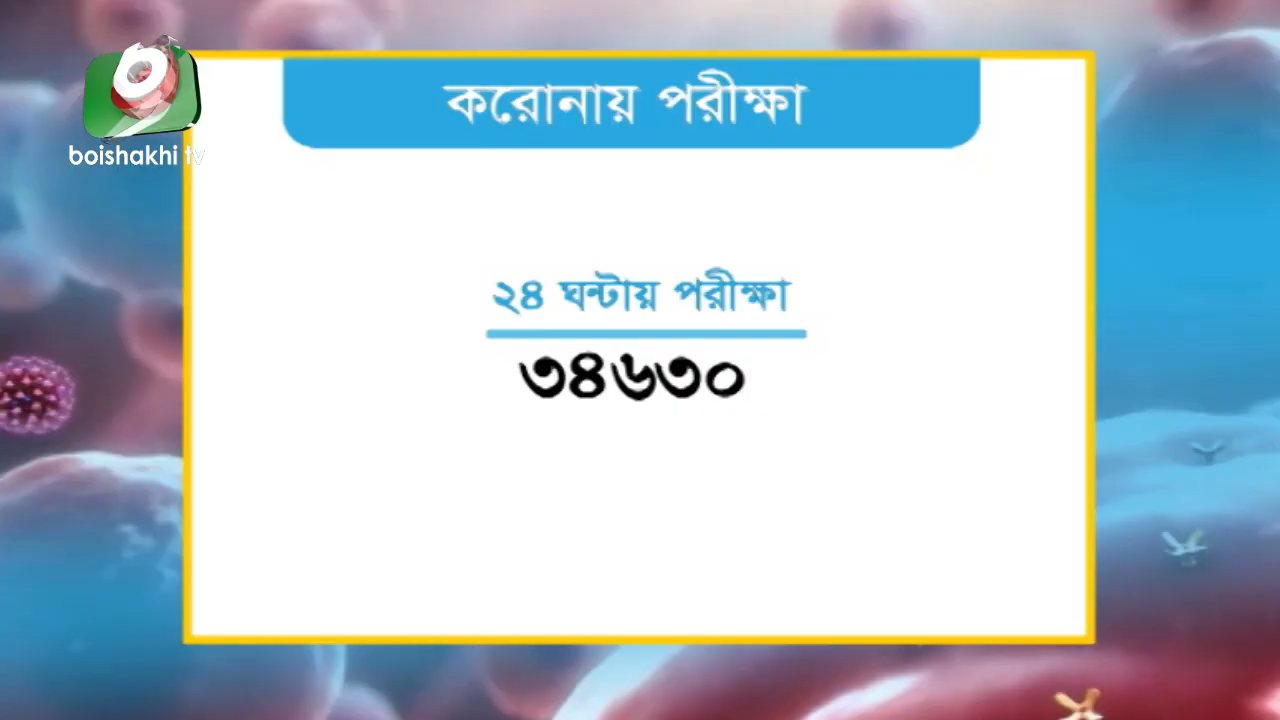 boishakhi tv
করোনায় পরীক্ষা
২৪ ঘন্টায় পরীক্ষা
৩৪৬৩০